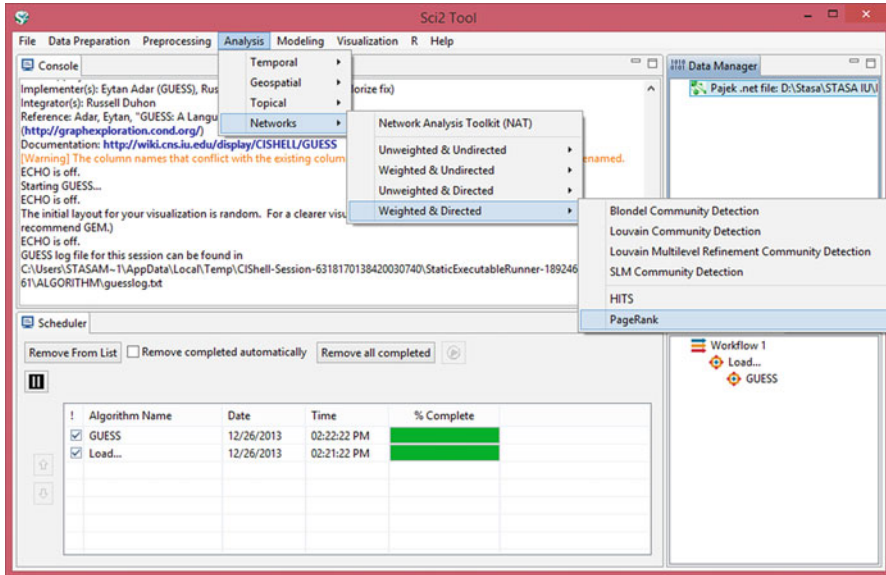 Sci2 Tool
File Data Preparation Preprocessing Analysis Modeling Visualization R Help
Console
Implementer(s): Eytan Adar (GUESS), Rus
lorize fix)
Integrator(s): Russell Duhon
Reference: Adar, Eytan, "GUESS: A Langu
(http://graphexploration.cond.org/)
Documentation: http://wiki.cns.iu.edu/display/CISHELL/GUESS
[Warning] The column names that conflict with the existing colum
enamed.
ECHO is off.
Starting GUESS...
ECHO is off.
The initial layout for your visualization is random. For a clearer visu
recommend GEM.)
ECHO is off.
GUESS log file for this session can be found in
C:\Users\STASAM~1\AppData\Local\Temp\CIShell-Session-6318170138420030740\StaticExecutableRunner-189246
61\ALGORITHM\guesslog.txt
Temporal
Geospatial
Topical
Networks
Network Analysis Toolkit (NAT)
Unweighted & Undirected
Weighted & Undirected
Unweighted & Directed
Weighted & Directed
Blondel Community Detection
Louvain Community Detection
Louvain Multilevel Refinement Community Detection
SLM Community Detection
HITS
PageRank
Data Manager
Pajek .net file: D:\Stasa\STASA IU\I
Workflow 1
Load...
GUESS
Scheduler
Remove From List Remove completed automatically Remove all completed
! Algorithm Name Date Time % Complete
GUESS 12/26/2013 02:22:22 PM
Load... 12/26/2013 02:21:22 PM